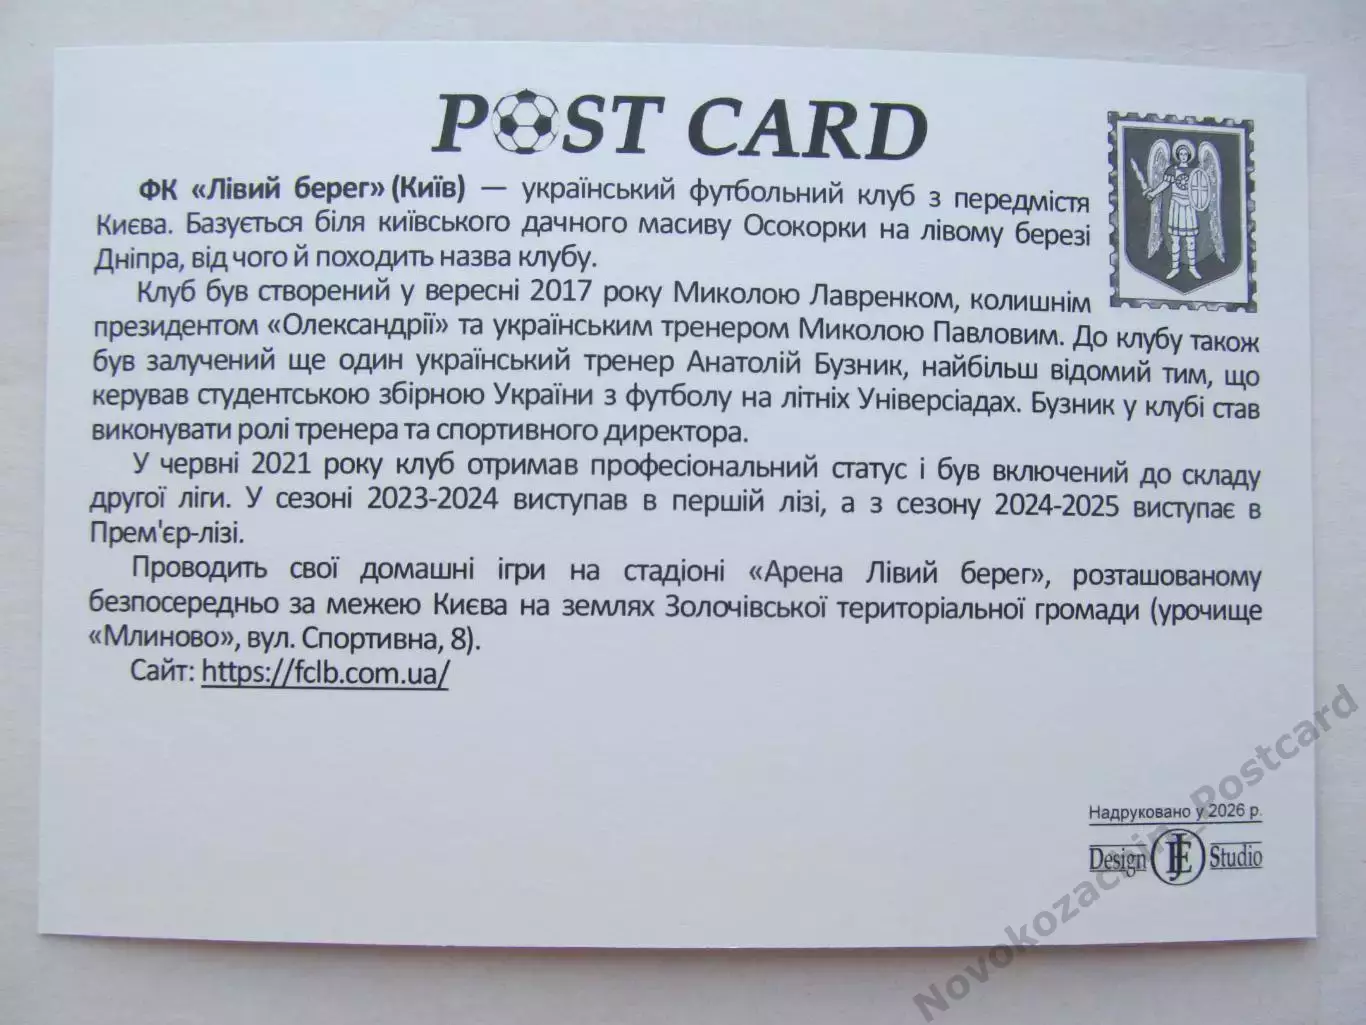 POST CARD
ФК «Лівий берег» (Київ) — український футбольний клуб з передмістя
Києва. Базується біля київського дачного масиву Осокорки на лівому березі
Дніпра, від чого й походить назва клубу.
Клуб був створений у вересні 2017 року Миколою Лавренком, колишнім
президентом «Олександрії» та українським тренером Миколою Павловим. До клубу також
був залучений ще один український тренер Анатолій Бузник, найбільш відомий тим, що
керував студентською збірною України з футболу на літніх Універсіадах. Бузник у клубі став
виконувати ролі тренера та спортивного директора.
У червні 2021 року клуб отримав професіональний статус і був включений до складу
другої ліги. У сезоні 2023-2024 виступав в першій лізі, а з сезону 2024-2025 виступає в
Прем'єр-лізі.
Проводить свої домашні ігри на стадіоні «Арена Лівий берег», розташованому
безпосередньо за межею Києва на землях Золочівської територіальної громади (урочище
«Млиново», вул. Спортивна, 8).
Сайт: https://fclb.com.ua/
Надруковано у 2026 р.
Design JE Studio
Novokozachin_Postcard